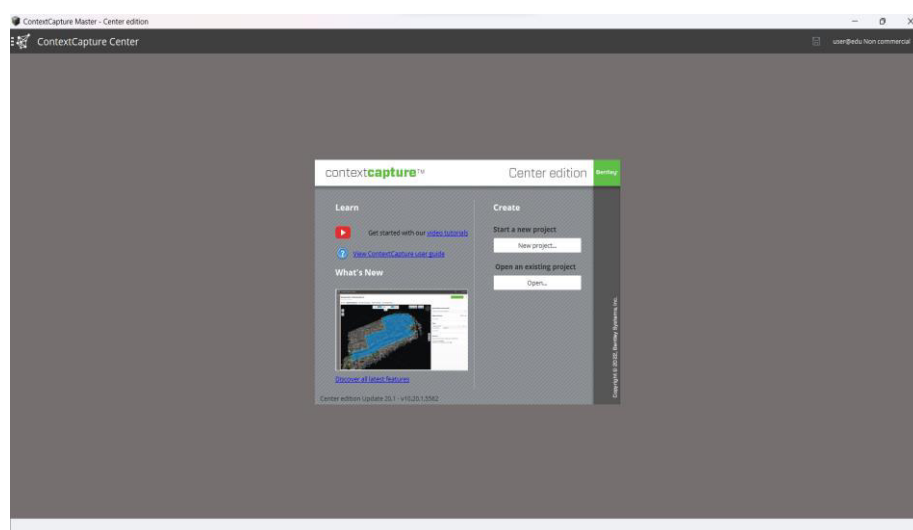 ContextCapture Master - Center edition
ContextCapture Center
user@edu Non commercial
contextcapture™
Center edition
Bentley
Learn
Get started with our video tutorials
View ContextCapture user guide
What's New
Discover all latest features
Create
Start a new project
New project...
Open an existing project
Open...
Copyright © 2022, Bentley Systems, Inc.
Center edition Update 20.1 - v10.20.1.5562